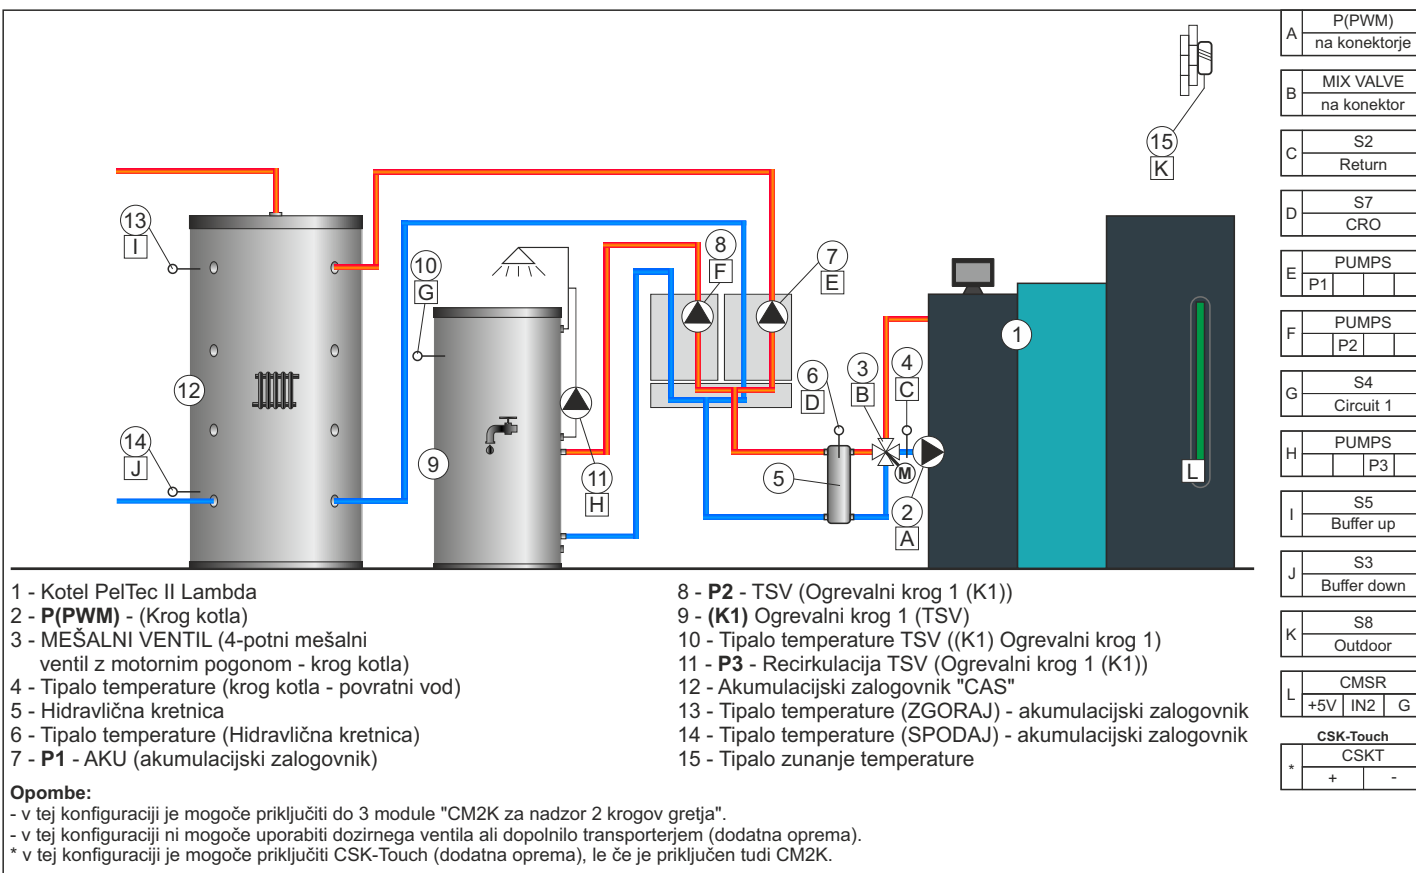 13
I
12
14
J
10
G
9
11
H
8
F
7
E
6
D
5
3
B
4
C
M
2
A
1
L
15
K
1 - Kotel PelTec II Lambda
2 - P(PWM) - (Krog kotla)
3 - MEŠALNI VENTIL (4-potni mešalni
ventil z motornim pogonom - krog kotla)
4 - Tipalo temperature (krog kotla - povratni vod)
5 - Hidravlična kretnica
6 - Tipalo temperature (Hidravlična kretnica)
7 - P1 - AKU (akumulacijski zalogovnik)
8 - P2 - TSV (Ogrevalni krog 1 (K1))
9 - (K1) Ogrevalni krog 1 (TSV)
10 - Tipalo temperature TSV ((K1) Ogrevalni krog 1)
11 - P3 - Recirkulacija TSV (Ogrevalni krog 1 (K1))
12 - Akumulacijski zalogovnik "CAS"
13 - Tipalo temperature (ZGORAJ) - akumulacijski zalogovnik
14 - Tipalo temperature (SPODAJ) - akumulacijski zalogovnik
15 - Tipalo zunanje temperature
Opombe:
- v tej konfiguraciji je mogoče priključiti do 3 module "CM2K za nadzor 2 krogov gretja".
- v tej konfiguraciji ni mogoče uporabiti dozirnega ventila ali dopolnilo transporterjem (dodatna oprema).
* v tej konfiguraciji je mogoče priključiti CSK-Touch (dodatna oprema), le če je priključen tudi CM2K.
A
P(PWM)
na konektorje
B
MIX VALVE
na konektor
C
S2
Return
D
S7
CRO
E
PUMPS
P1
F
PUMPS
P2
G
S4
Circuit 1
H
PUMPS
P3
I
S5
Buffer up
J
S3
Buffer down
K
S8
Outdoor
L
CMSR
+5V IN2 G
CSK-Touch
*
CSKT
+ -